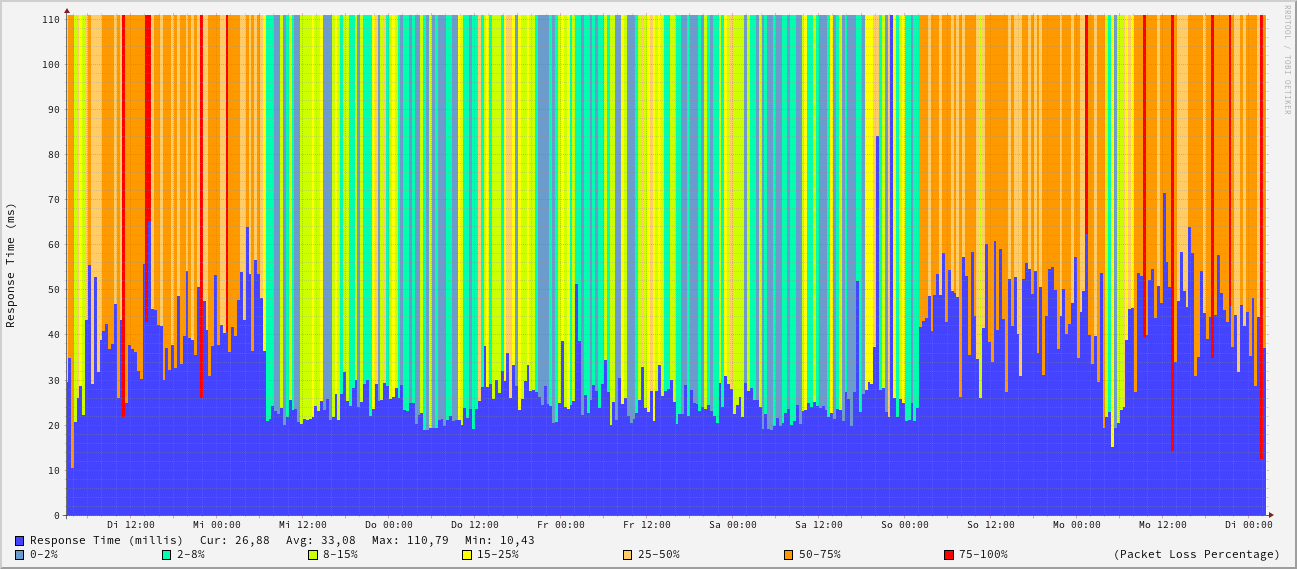 RRDTOOL / TOBI OETIKER
Response Time (ms)
110
100
90
80
70
60
50
40
30
20
10
0
Di 12:00 Mi 00:00 Mi 12:00 Do 00:00 Do 12:00 Fr 00:00 Fr 12:00 Sa 00:00 Sa 12:00 So 00:00 So 12:00 Mo 00:00 Mo 12:00 Di 00:00
Response Time (millis) Cur: 26,88 Avg: 33,08 Max: 110,79 Min: 10,43
0-2% 2-8% 8-15% 15-25% 25-50% 50-75% 75-100% (Packet Loss Percentage)